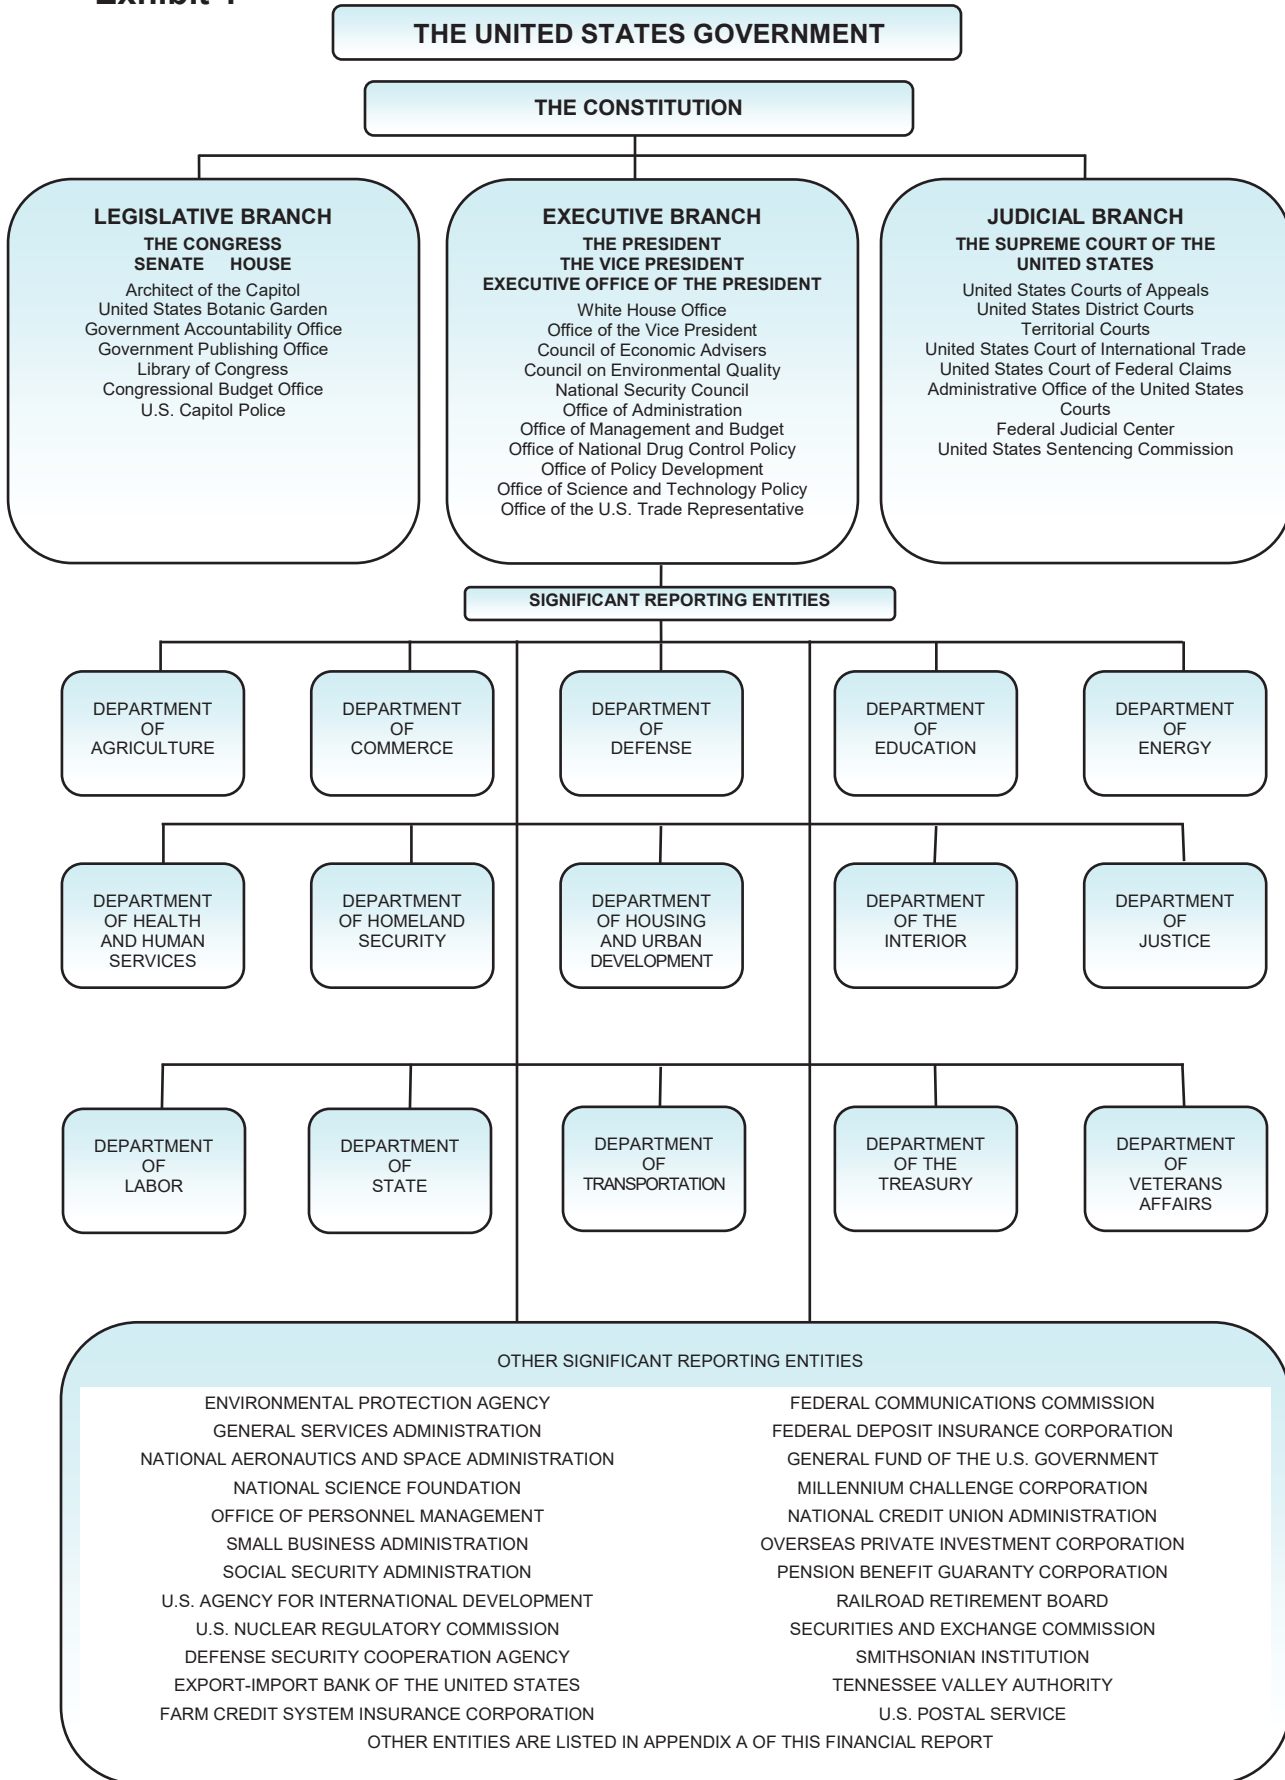 THE UNITED STATES GOVERNMENT
THE CONSTITUTION
LEGISLATIVE BRANCH
THE CONGRESS
SENATE HOUSE
Architect of the Capitol
United States Botanic Garden
Government Accountability Office
Government Publishing Office
Library of Congress
Congressional Budget Office
U.S. Capitol Police
EXECUTIVE BRANCH
THE PRESIDENT
THE VICE PRESIDENT
EXECUTIVE OFFICE OF THE PRESIDENT
White House Office
Office of the Vice President
Council of Economic Advisers
Council on Environmental Quality
National Security Council
Office of Administration
Office of Management and Budget
Office of National Drug Control Policy
Office of Policy Development
Office of Science and Technology Policy
Office of the U.S. Trade Representative
JUDICIAL BRANCH
THE SUPREME COURT OF THE
UNITED STATES
United States Courts of Appeals
United States District Courts
Territorial Courts
United States Court of International Trade
United States Court of Federal Claims
Administrative Office of the United States
Courts
Federal Judicial Center
United States Sentencing Commission
SIGNIFICANT REPORTING ENTITIES
DEPARTMENT
OF
AGRICULTURE
DEPARTMENT
OF
COMMERCE
DEPARTMENT
OF
DEFENSE
DEPARTMENT
OF
EDUCATION
DEPARTMENT
OF
ENERGY
DEPARTMENT
OF HEALTH
AND HUMAN
SERVICES
DEPARTMENT
OF HOMELAND
SECURITY
DEPARTMENT
OF HOUSING
AND URBAN
DEVELOPMENT
DEPARTMENT
OF THE
INTERIOR
DEPARTMENT
OF
JUSTICE
DEPARTMENT
OF
LABOR
DEPARTMENT
OF
STATE
DEPARTMENT
OF
TRANSPORTATION
DEPARTMENT
OF THE
TREASURY
DEPARTMENT
OF
VETERANS
AFFAIRS
OTHER SIGNIFICANT REPORTING ENTITIES
ENVIRONMENTAL PROTECTION AGENCY
GENERAL SERVICES ADMINISTRATION
NATIONAL AERONAUTICS AND SPACE ADMINISTRATION
NATIONAL SCIENCE FOUNDATION
OFFICE OF PERSONNEL MANAGEMENT
SMALL BUSINESS ADMINISTRATION
SOCIAL SECURITY ADMINISTRATION
U.S. AGENCY FOR INTERNATIONAL DEVELOPMENT
U.S. NUCLEAR REGULATORY COMMISSION
DEFENSE SECURITY COOPERATION AGENCY
EXPORT-IMPORT BANK OF THE UNITED STATES
FARM CREDIT SYSTEM INSURANCE CORPORATION
FEDERAL COMMUNICATIONS COMMISSION
FEDERAL DEPOSIT INSURANCE CORPORATION
GENERAL FUND OF THE U.S. GOVERNMENT
MILLENNIUM CHALLENGE CORPORATION
NATIONAL CREDIT UNION ADMINISTRATION
OVERSEAS PRIVATE INVESTMENT CORPORATION
PENSION BENEFIT GUARANTY CORPORATION
RAILROAD RETIREMENT BOARD
SECURITIES AND EXCHANGE COMMISSION
SMITHSONIAN INSTITUTION
TENNESSEE VALLEY AUTHORITY
U.S. POSTAL SERVICE
OTHER ENTITIES ARE LISTED IN APPENDIX A OF THIS FINANCIAL REPORT